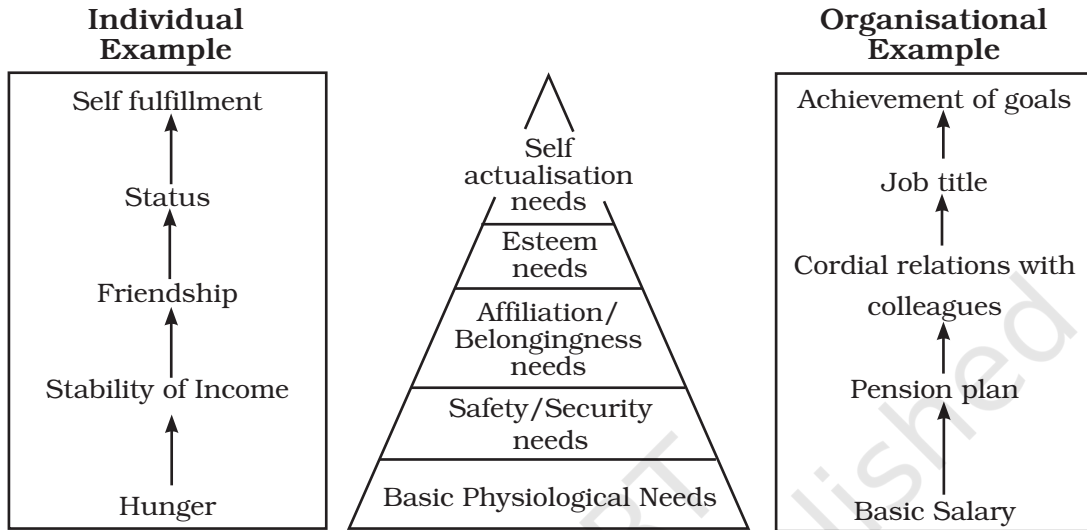 Individual
Example
Self fulfillment
Status
Friendship
Stability of Income
Hunger
Self
actualisation
needs
Esteem
needs
Affiliation/
Belongingness
needs
Safety/Security
needs
Basic Physiological Needs
Organisational
Example
Achievement of goals
Job title
Cordial relations with
colleagues
Pension plan
Basic Salary